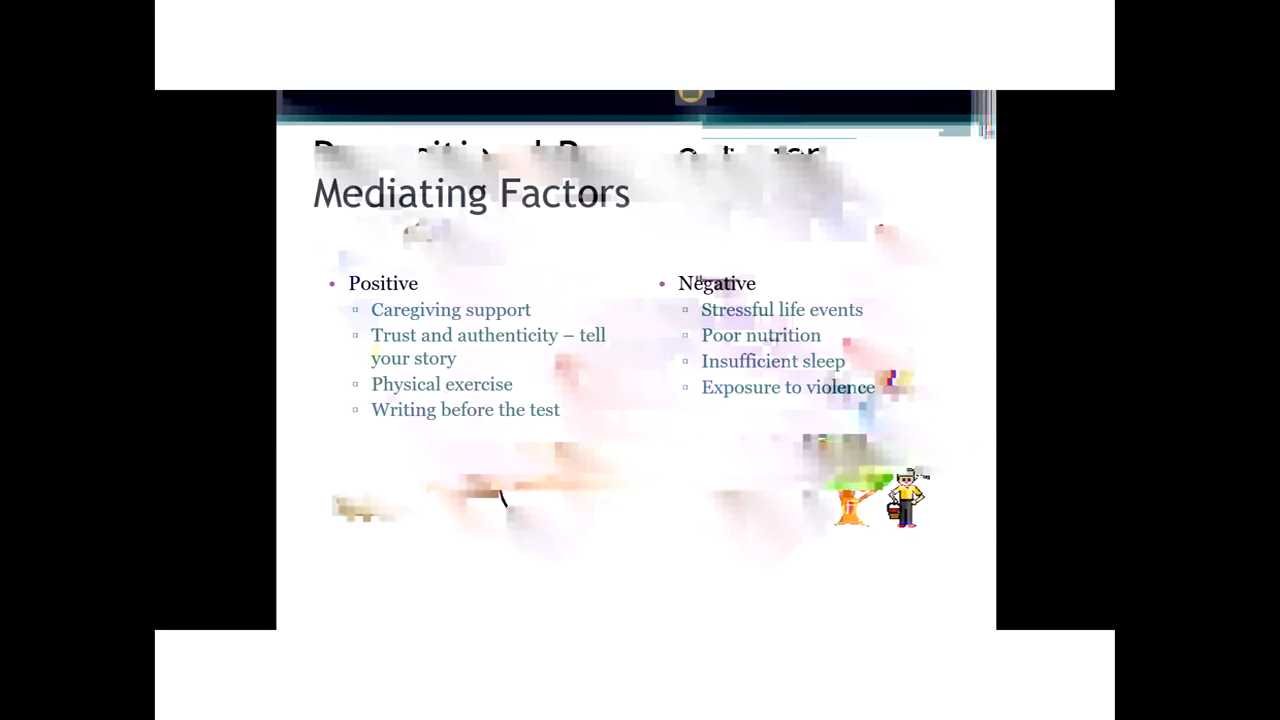 Mediating Factors
• Positive
▫ Caregiving support
▫ Trust and authenticity – tell
your story
▫ Physical exercise
▫ Writing before the test
• Negative
▫ Stressful life events
▫ Poor nutrition
▫ Insufficient sleep
▫ Exposure to violence